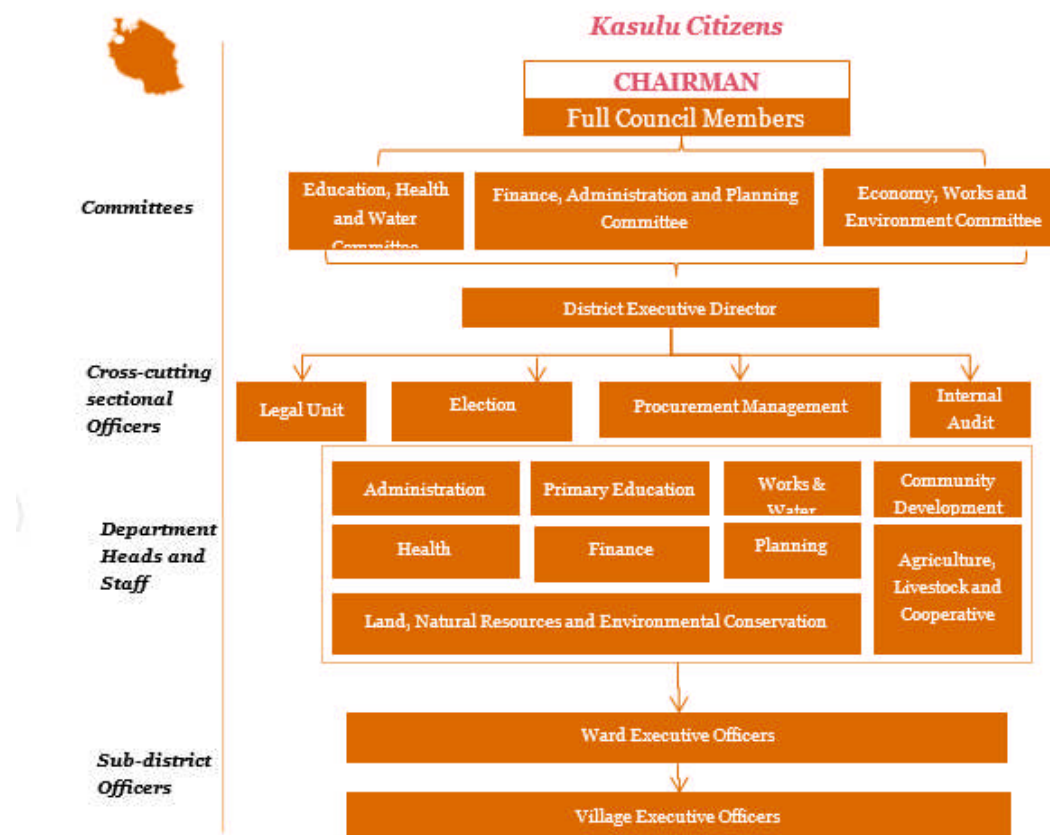 Kasulu Citizens
CHAIRMAN
Full Council Members
Committees
Education, Health
and Water
Committee
Finance, Administration and Planning
Committee
Economy, Works and
Environment Committee
District Executive Director
Cross-cutting
sectional
Officers
Legal Unit
Election
Procurement Management
Internal
Audit
Department
Heads and
Staff
Administration
Primary Education
Works &
Water
Community
Development
Health
Finance
Planning
Agriculture,
Livestock and
Cooperative
Land, Natural Resources and Environmental Conservation
Sub-district
Officers
Ward Executive Officers
Village Executive Officers